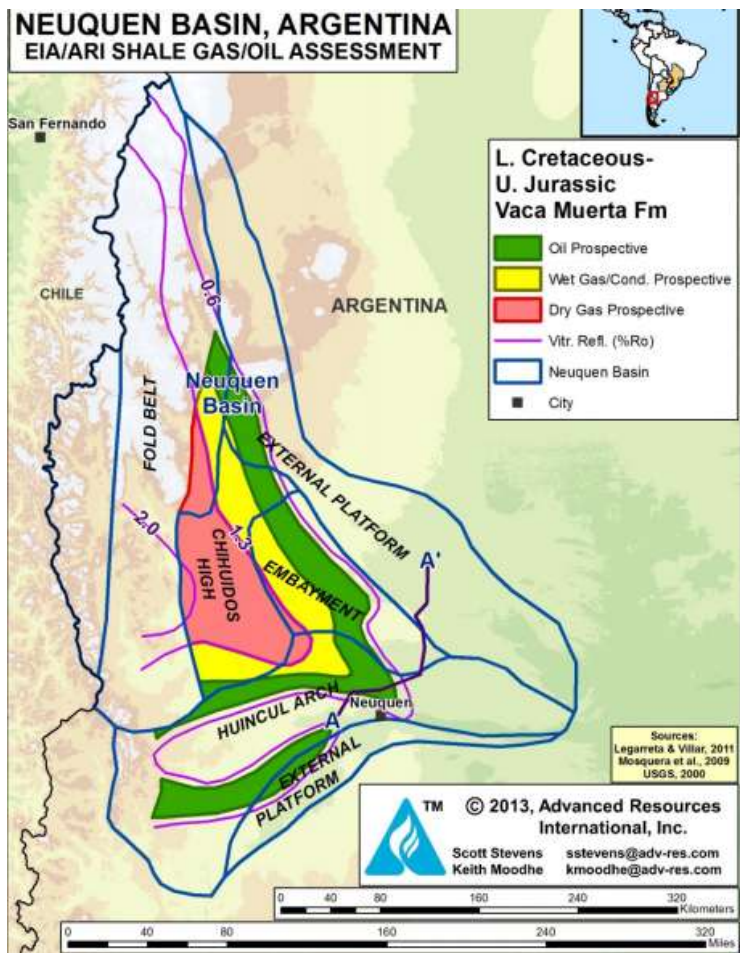 NEUQUEN BASIN, ARGENTINA
EIA/ARI SHALE GAS/OIL ASSESSMENT
San Fernando
L. Cretaceous-
U. Jurassic
Vaca Muerta Fm
Oil Prospective
Wet Gas/Cond. Prospective
Dry Gas Prospective
Vitr. Refl. (%Ro)
Neuquen Basin
City
CHILE
ARGENTINA
0.6
Neuquen
Basin
FOLD BELT
EXTERNAL PLATFORM
2.0
1.3
CHIHUIDOS
HIGH
EMBAYMENT
A'
HUINCUL ARCH
Neuquen
A
EXTERNAL
PLATFORM
Sources:
Legarreta & Villar, 2011
Mosquera et al., 2009
USGS, 2000
TM
© 2013, Advanced Resources
International, Inc.
Scott Stevens sstevens@adv-res.com
Keith Moodhe kmoodhe@adv-res.com
0 40 80 160 240 320
Kilometers
0 40 80 160 240 320
Miles